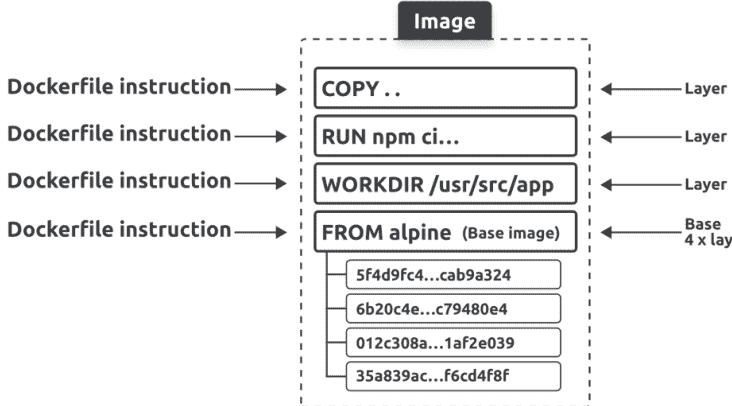 Image
Dockerfile instruction COPY . . Layer
Dockerfile instruction RUN npm ci... Layer
Dockerfile instruction WORKDIR /usr/src/app Layer
Dockerfile instruction FROM alpine (Base image) Base
4 x lay
5f4d9fc4...cab9a324
6b20c4e...c79480e4
012c308a...1af2e039
35a839ac...f6cd4f8f